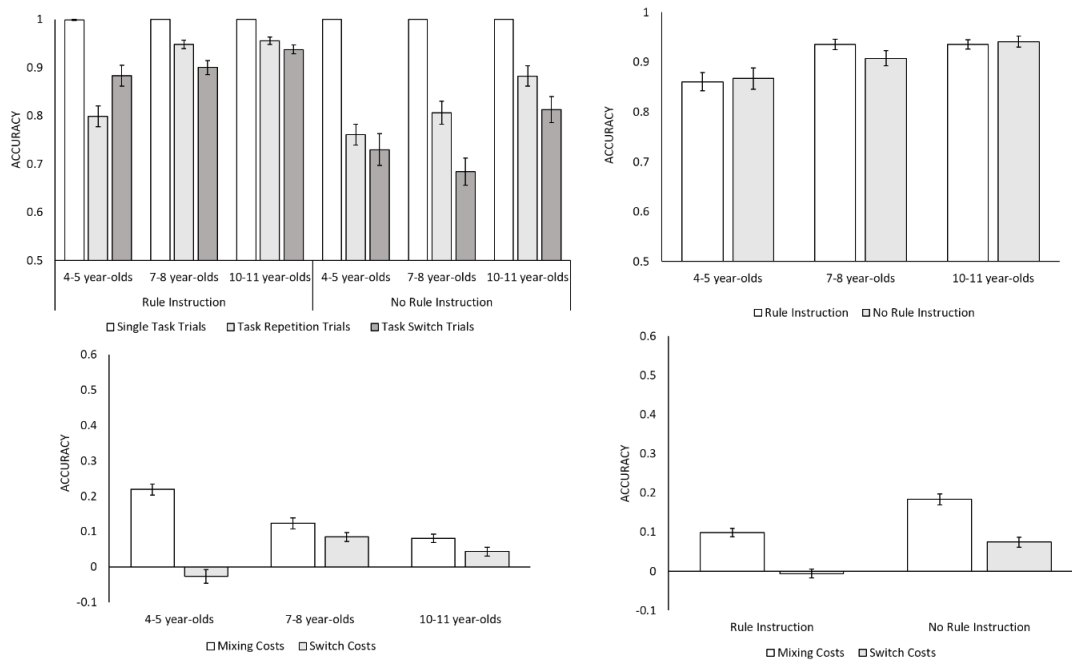 1
0.9
0.8
0.7
0.6
0.5
ACCURACY
4-5 year-olds 7-8 year-olds 10-11 year-olds 4-5 year-olds 7-8 year-olds 10-11 year-olds
Rule Instruction No Rule Instruction
Single Task Trials Task Repetition Trials Task Switch Trials
1
0.9
0.8
0.7
0.6
0.5
ACCURACY
4-5 year-olds 7-8 year-olds 10-11 year-olds
Rule Instruction No Rule Instruction
0.6
0.5
0.4
0.3
0.2
0.1
0
-0.1
ACCURACY
4-5 year-olds 7-8 year-olds 10-11 year-olds
Mixing Costs Switch Costs
0.6
0.5
0.4
0.3
0.2
0.1
0
-0.1
ACCURACY
Rule Instruction No Rule Instruction
Mixing Costs Switch Costs